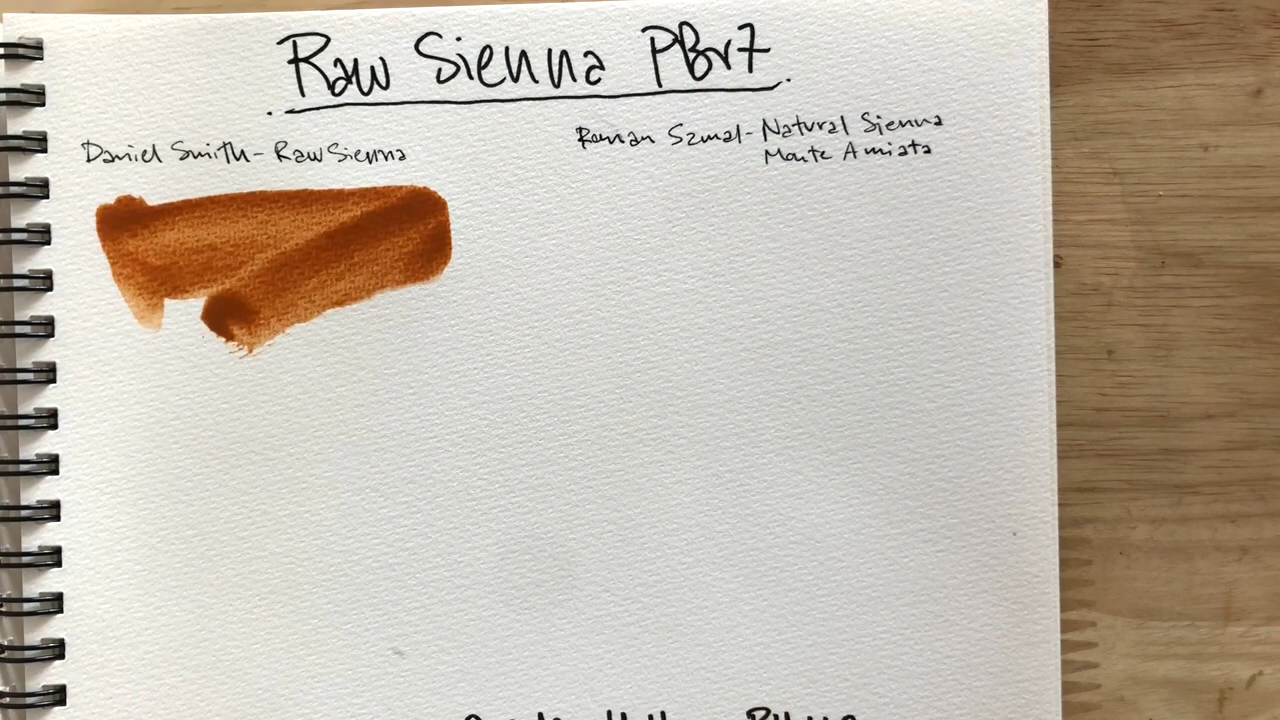 Raw Sienna PBr7
Daniel Smith - Raw Sienna
Roman Szmal - Natural Sienna
Monte Amiata